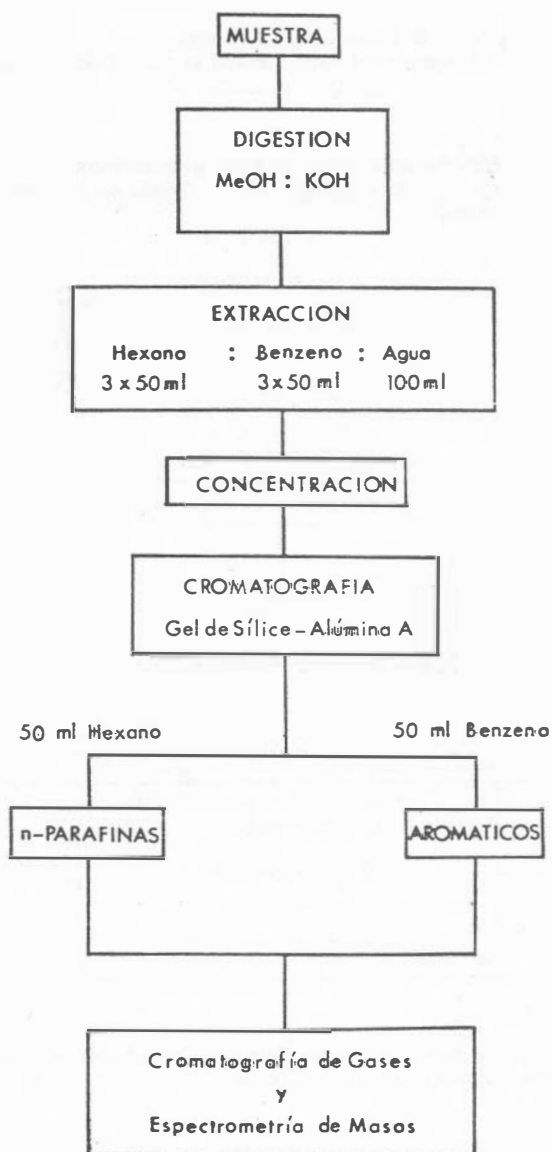 MUESTRA
DIGESTION
MeOH : KOH
EXTRACCION
Hexano : Benzeno : Agua
3 x 50 ml 3 x 50 ml 100 ml
CONCENTRACION
CROMATOGRAFIA
Gel de Sílice – Alúmina A
50 ml Hexano 50 ml Benzeno
n-PARAFINAS AROMATICOS
Cromatografía de Gases
y
Espectrometría de Masas